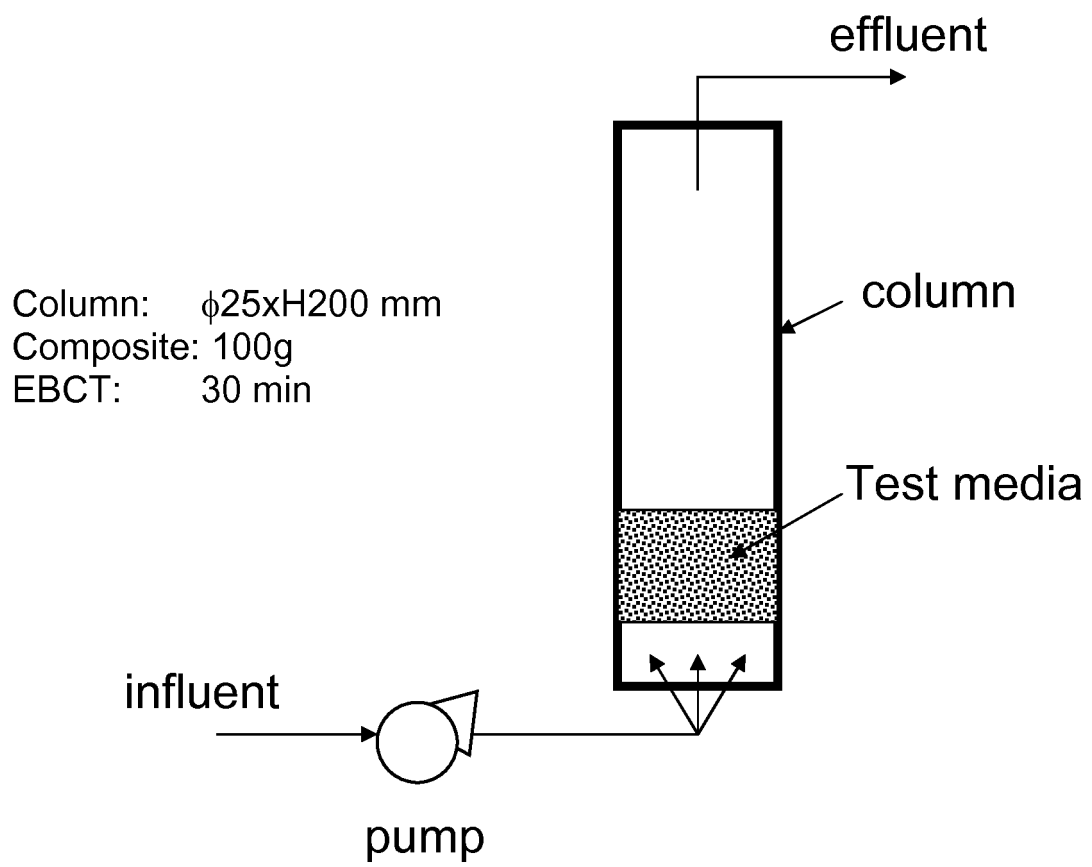 effluent
Column: ϕ25xH200 mm
Composite: 100g
EBCT: 30 min
column
Test media
influent
pump